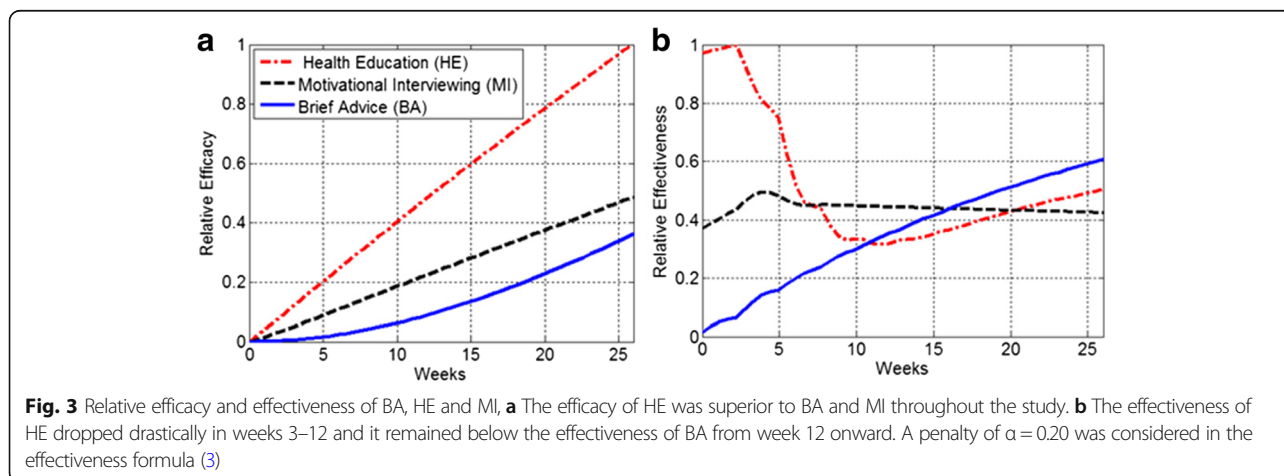 a
1
0.8
0.6
0.4
0.2
0
Relative Efficacy
Health Education (HE)
Motivational Interviewing (MI)
Brief Advice (BA)
0 5 10 15 20 25
Weeks
b
1
0.8
0.6
0.4
0.2
0
Relative Effectiveness
0 5 10 15 20 25
Weeks
Fig. 3 Relative efficacy and effectiveness of BA, HE and MI, a The efficacy of HE was superior to BA and MI throughout the study. b The effectiveness of
HE dropped drastically in weeks 3–12 and it remained below the effectiveness of BA from week 12 onward. A penalty of α = 0.20 was considered in the
effectiveness formula (3)